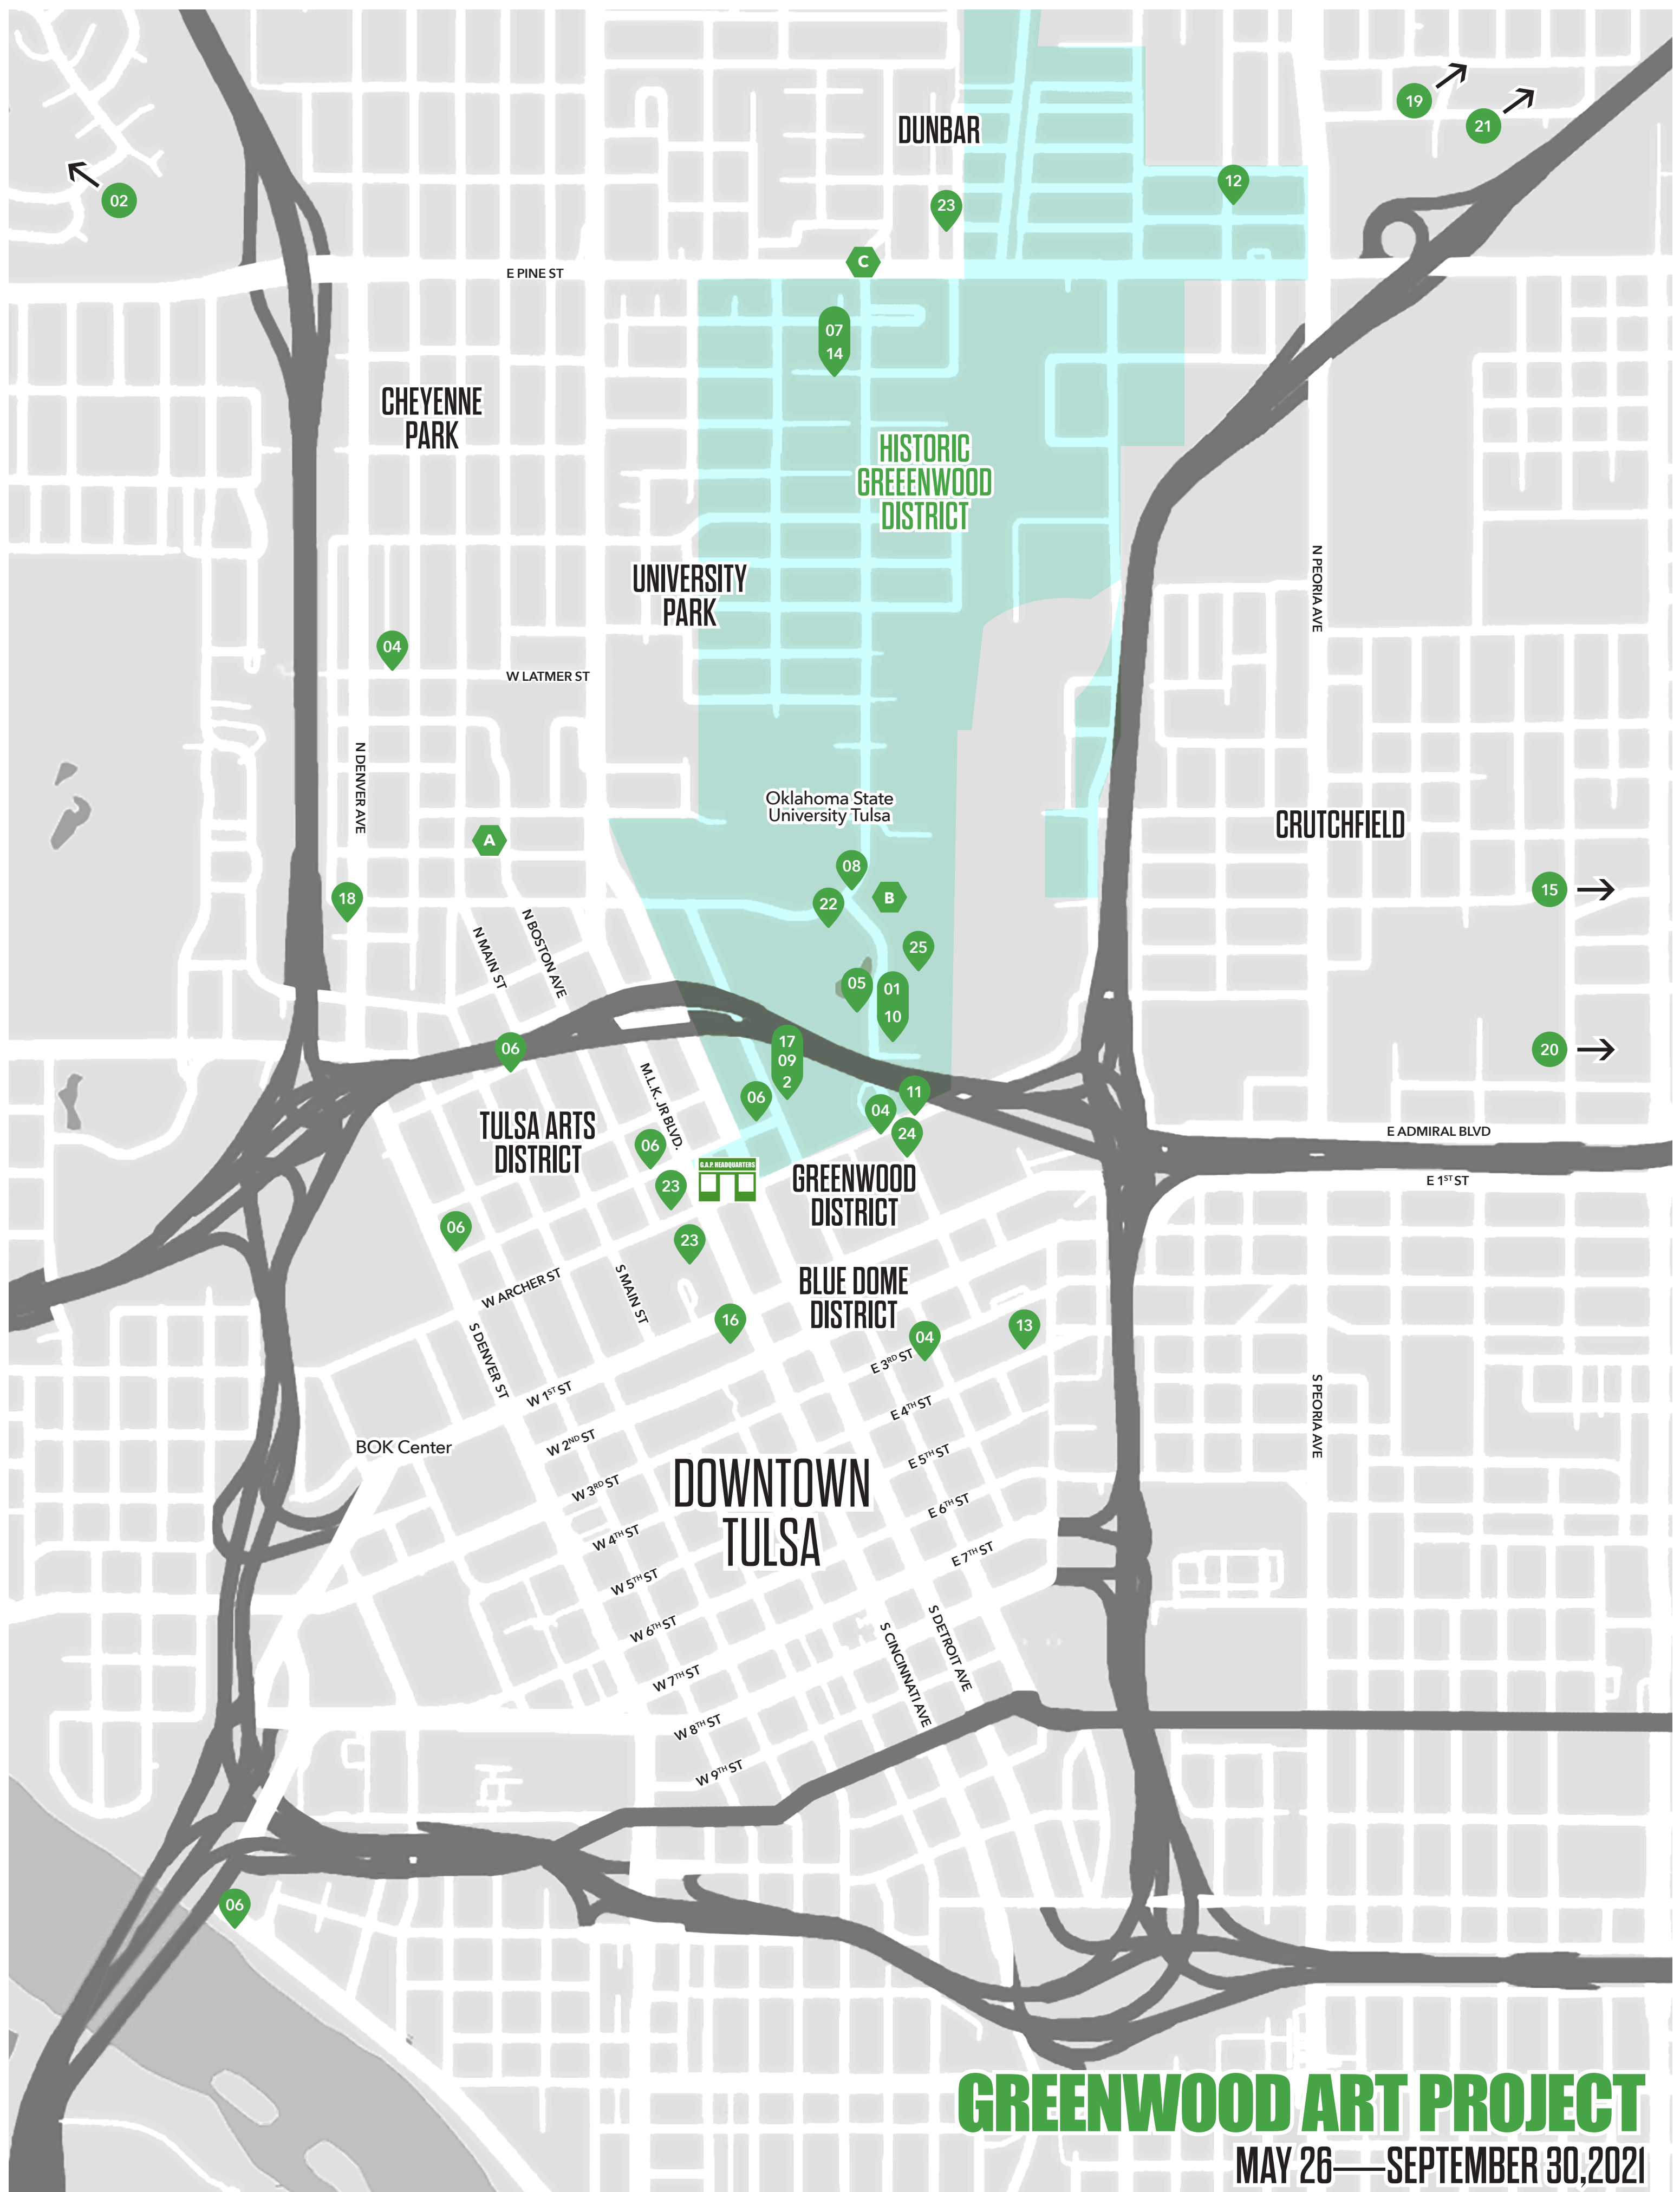 19
21
DUNBAR
12
02
23
C
E PINE ST
07
14
CHEYENNE
PARK
HISTORIC
GREEENWOOD
DISTRICT
N PEORIA AVE
UNIVERSITY
PARK
04
W LATMER ST
N DENVER AVE
Oklahoma State
University Tulsa
CRUTCHFIELD
A
08
B
15
18
22
N MAIN ST
N BOSTON AVE
25
05
01
10
06
17
09
2
20
M.L.K. JR BLVD.
06
11
04
24
TULSA ARTS
DISTRICT
E ADMIRAL BLVD
06
G.A.P. HEADQUARTERS
GREENWOOD
DISTRICT
E 1ST ST
23
06
23
W ARCHER ST
S MAIN ST
BLUE DOME
DISTRICT
16
13
04
S DENVER ST
E 3RD ST
W 1ST ST
E 4TH ST
S PEORIA AVE
BOK Center
W 2ND ST
E 5TH ST
W 3RD ST
DOWNTOWN
TULSA
E 6TH ST
W 4TH ST
E 7TH ST
W 5TH ST
W 6TH ST
S CINCINNATI AVE
S DETROIT AVE
W 7TH ST
W 8TH ST
W 9TH ST
06
GREENWOOD ART PROJECT
MAY 26—SEPTEMBER 30,2021